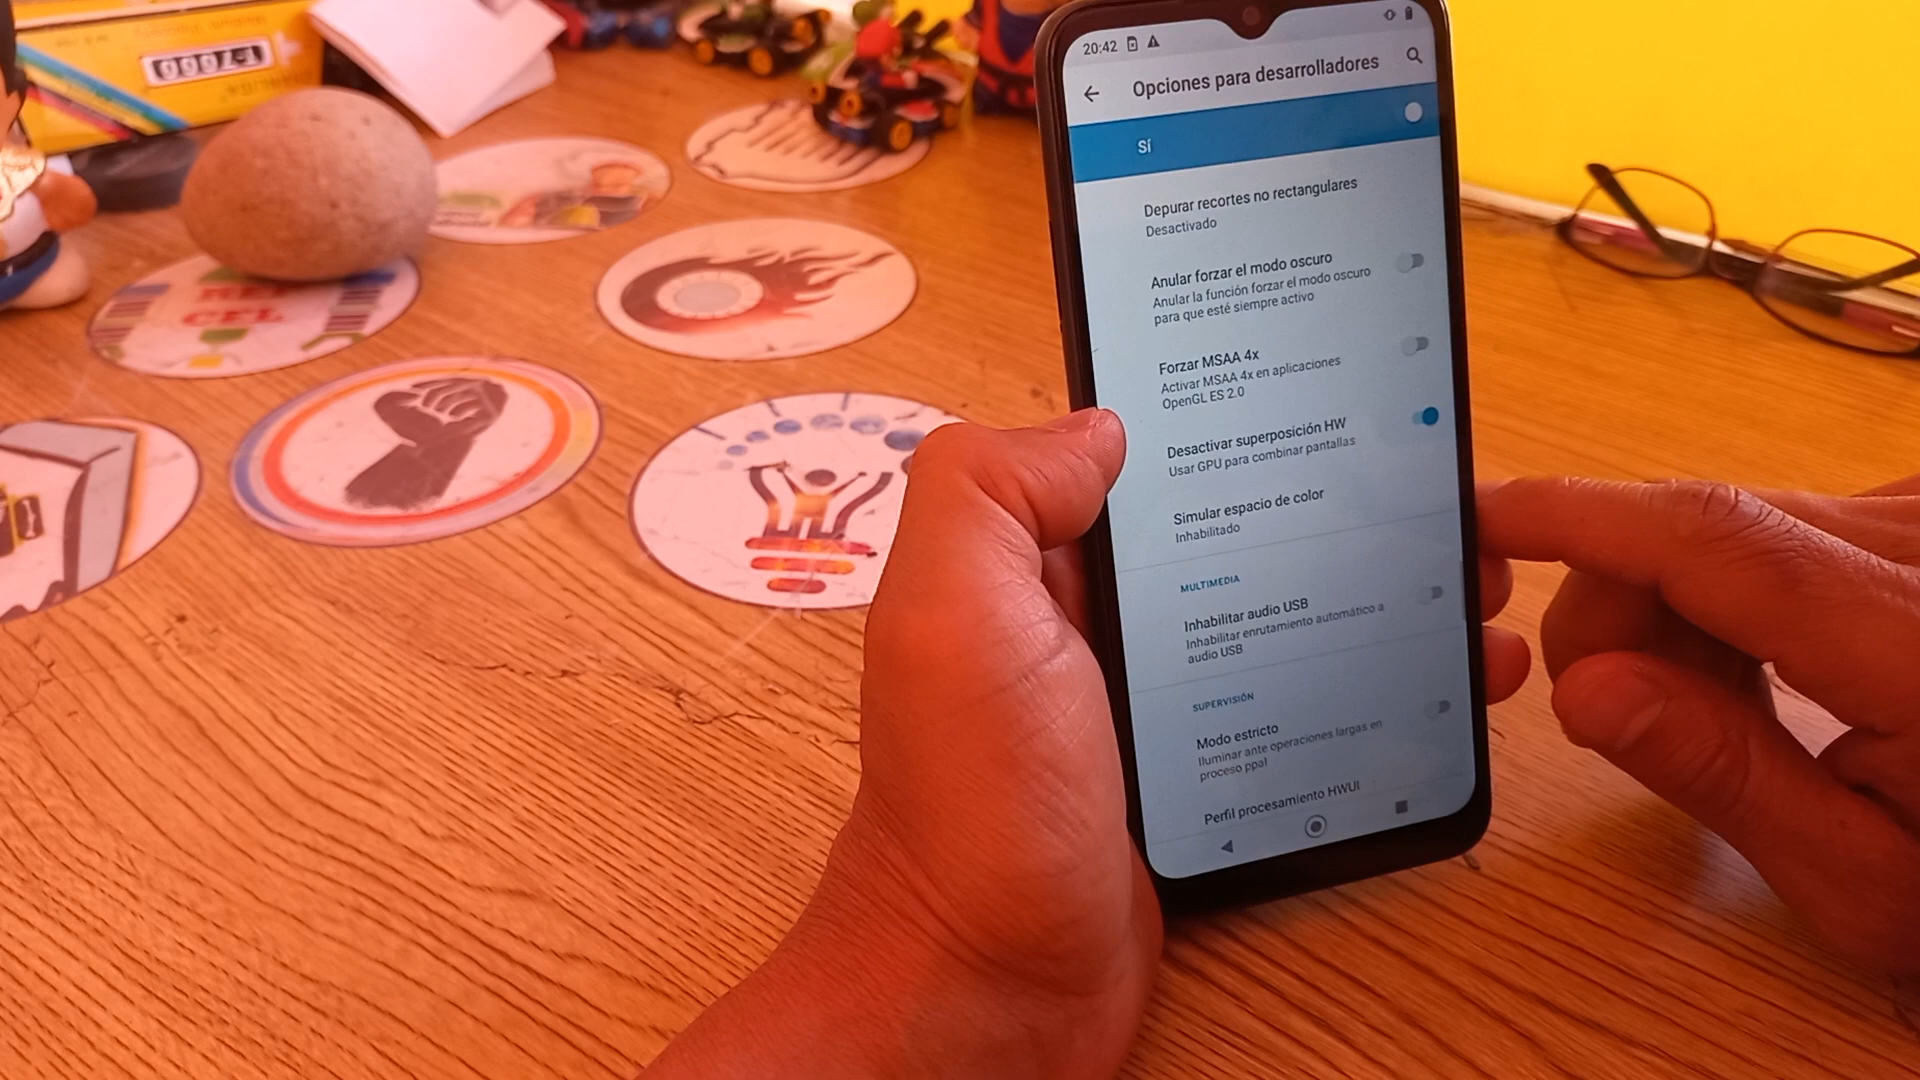 20:42
Opciones para desarrolladores
Sí
Depurar recortes no rectangulares
Desactivado
Anular forzar el modo oscuro
Anular la función forzar el modo oscuro
para que esté siempre activo
Forzar MSAA 4x
Activar MSAA 4x en aplicaciones
OpenGL ES 2.0
Desactivar superposición HW
Usar GPU para combinar pantallas
Simular espacio de color
Inhabilitado
MULTIMEDIA
Inhabilitar audio USB
Inhabilitar enrutamiento automático a
audio USB
SUPERVISIÓN
Modo estricto
Iluminar ante operaciones largas en
proceso ppal
Perfil procesamiento HWUI